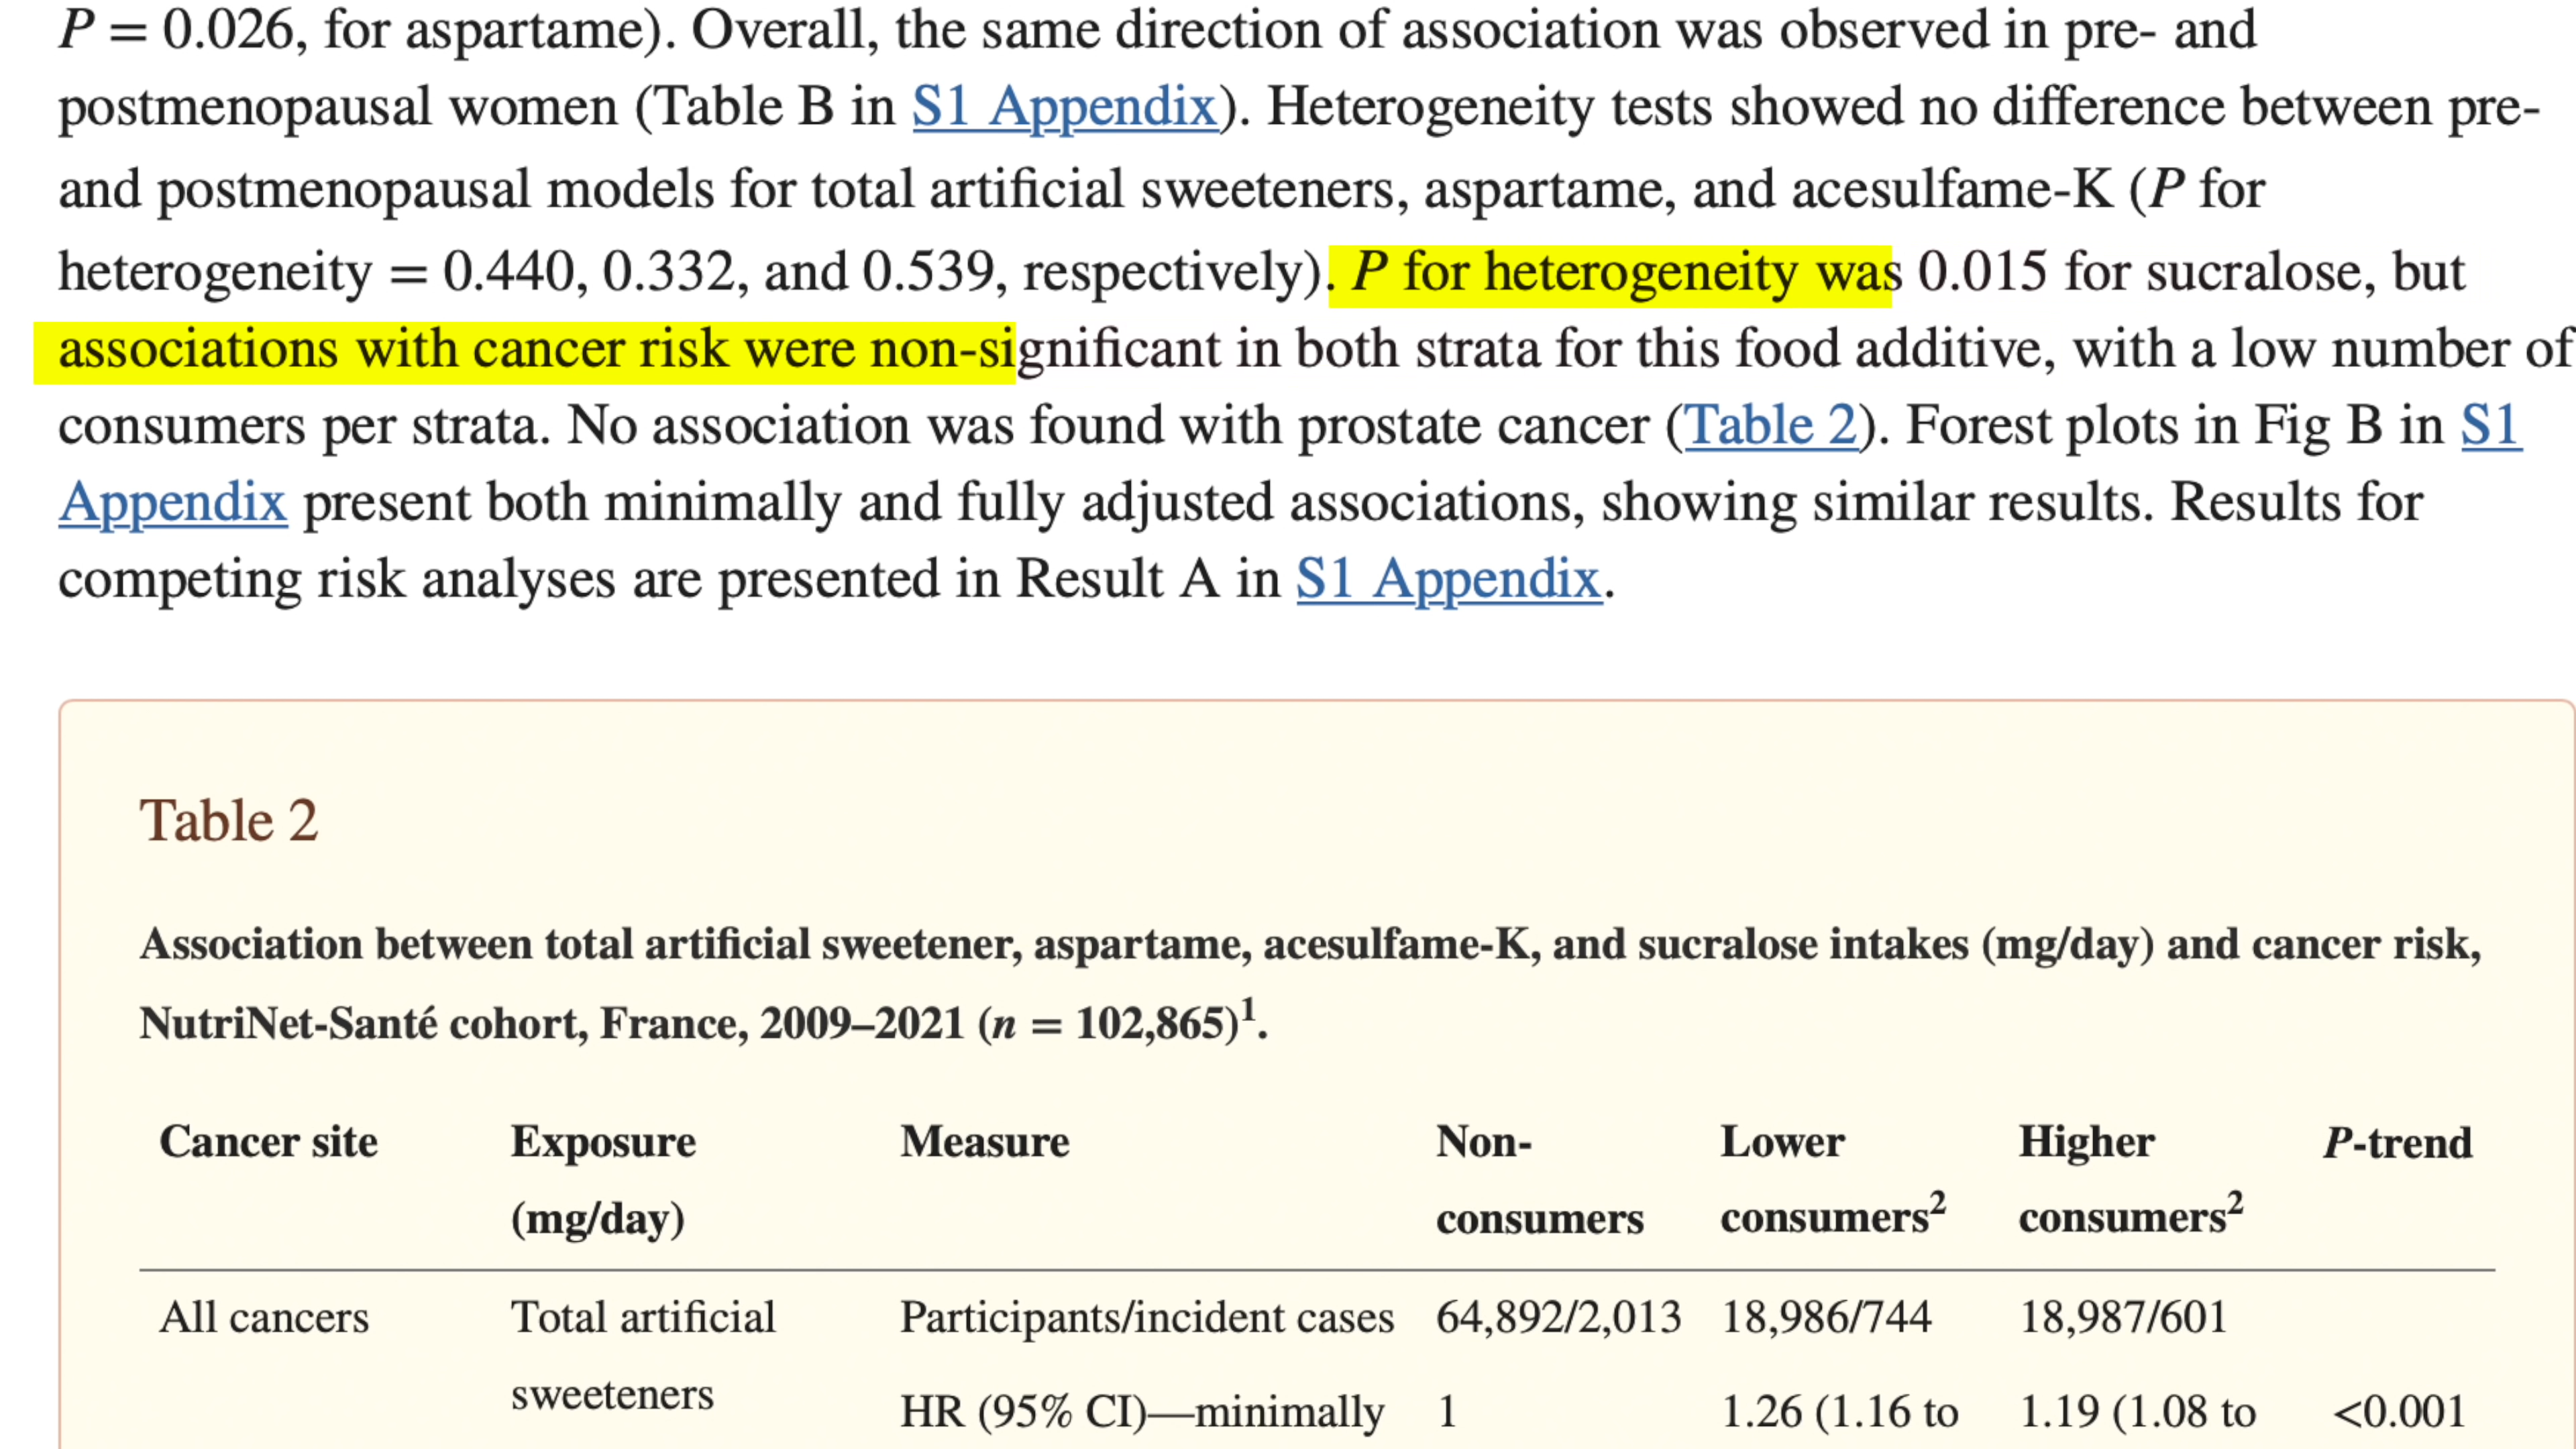 P = 0.026, for aspartame). Overall, the same direction of association was observed in pre- and
postmenopausal women (Table B in S1 Appendix). Heterogeneity tests showed no difference between pre-
and postmenopausal models for total artificial sweeteners, aspartame, and acesulfame-K (P for
heterogeneity = 0.440, 0.332, and 0.539, respectively). P for heterogeneity was 0.015 for sucralose, but
associations with cancer risk were non-significant in both strata for this food additive, with a low number of
consumers per strata. No association was found with prostate cancer (Table 2). Forest plots in Fig B in S1
Appendix present both minimally and fully adjusted associations, showing similar results. Results for
competing risk analyses are presented in Result A in S1 Appendix.
Table 2
Association between total artificial sweetener, aspartame, acesulfame-K, and sucralose intakes (mg/day) and cancer risk,
NutriNet-Santé cohort, France, 2009–2021 (n = 102,865)¹.
Cancer site Exposure Measure Non- Lower Higher P-trend
(mg/day) consumers consumers² consumers²
All cancers Total artificial Participants/incident cases 64,892/2,013 18,986/744 18,987/601
sweeteners
HR (95% CI)—minimally 1 1.26 (1.16 to 1.19 (1.08 to <0.001